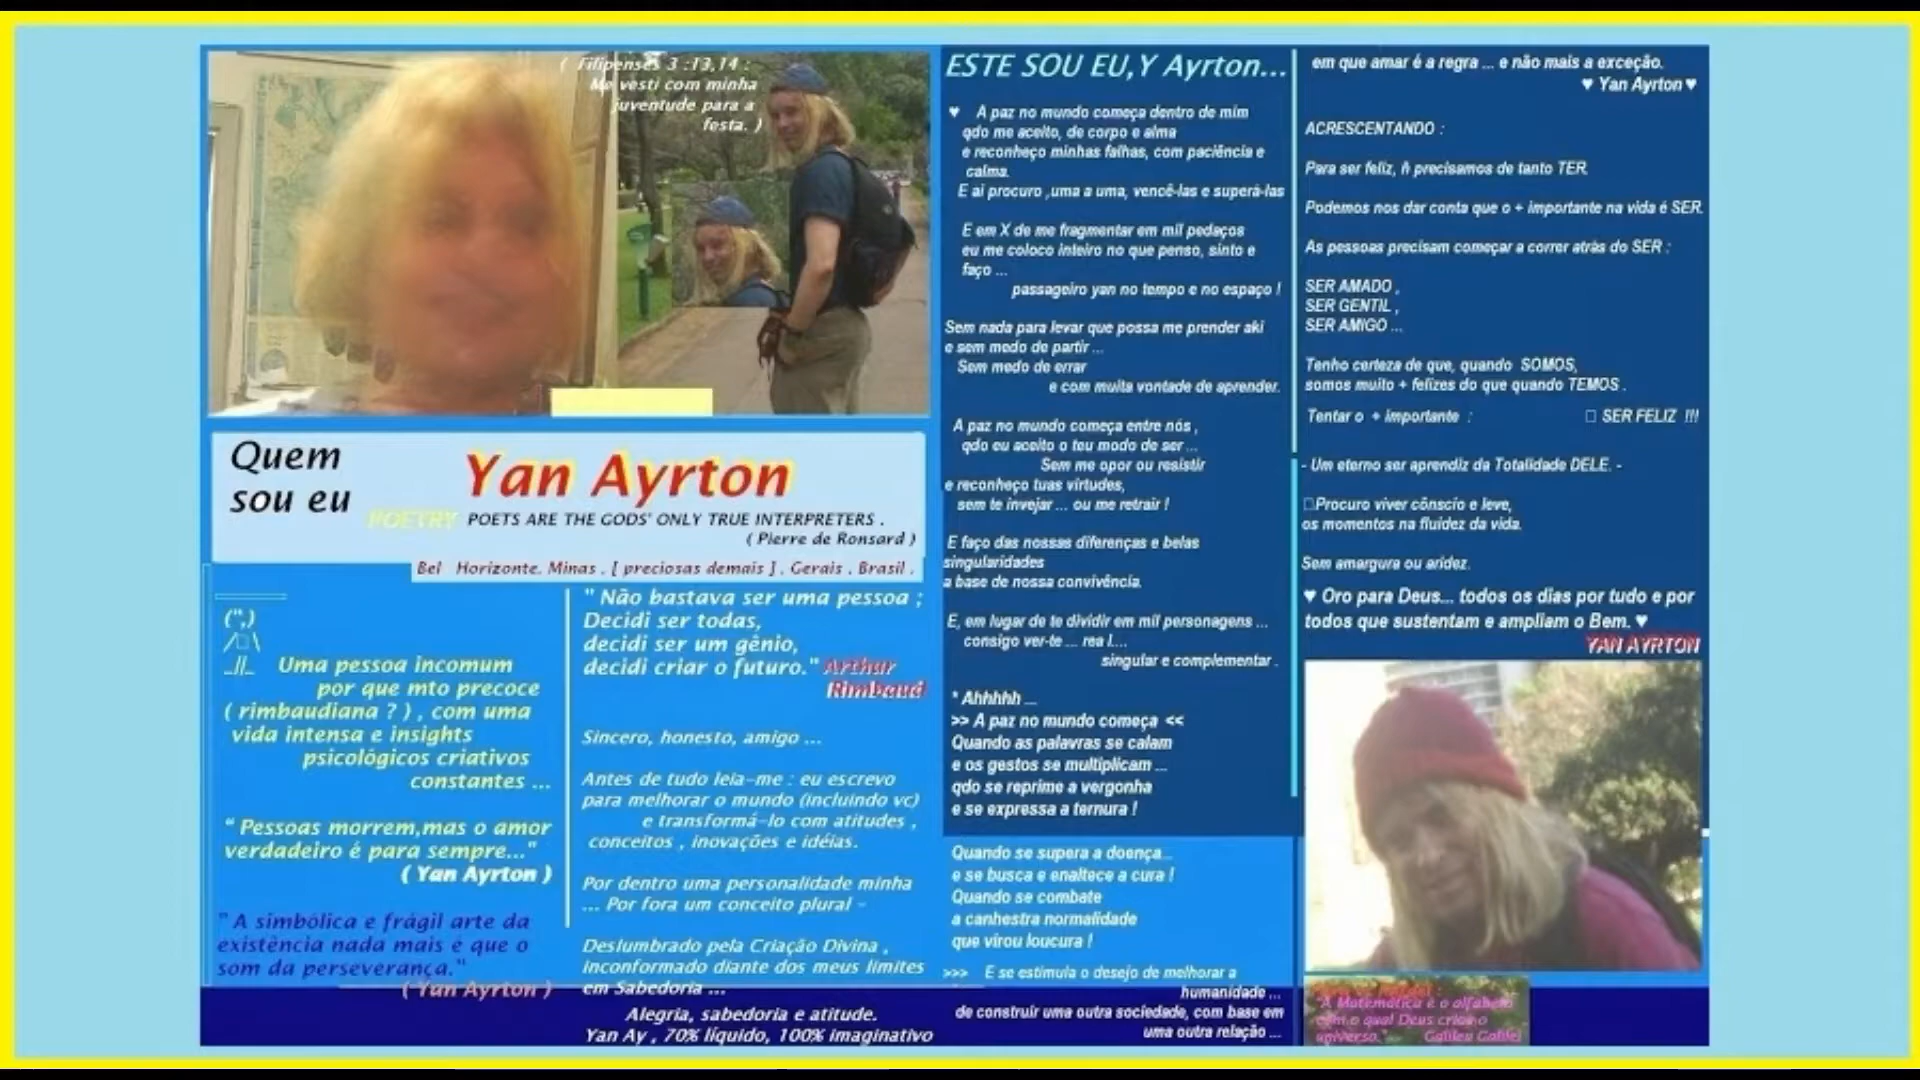 ( Filipenses 3 :13,14 :
Me vesti com minha
juventude para a
festa. )
Quem
sou eu
Yan Ayrton
POETRY POETS ARE THE GODS' ONLY TRUE INTERPRETERS .
( Pierre de Ronsard )
Bel Horizonte. Minas . [ preciosas demais ] . Gerais . Brasil .
(",)
/□\
_||_ Uma pessoa incomum
por que mto precoce
( rimbaudiana ? ) , com uma
vida intensa e insights
psicológicos criativos
constantes ...
“ Pessoas morrem,mas o amor
verdadeiro é para sempre..."
( Yan Ayrton )
" A simbólica e frágil arte da
existência nada mais é que o
som da perseverança."
( Yan Ayrton )
" Não bastava ser uma pessoa ;
Decidi ser todas,
decidi ser um gênio,
decidi criar o futuro." Arthur
Rimbaud
Sincero, honesto, amigo ...
Antes de tudo leia-me : eu escrevo
para melhorar o mundo (incluindo vc)
e transformá-lo com atitudes ,
conceitos , inovações e idéias.
Por dentro uma personalidade minha
... Por fora um conceito plural -
Deslumbrado pela Criação Divina ,
inconformado diante dos meus limites
em Sabedoria ...
Alegria, sabedoria e atitude.
Yan Ay , 70% líquido, 100% imaginativo
ESTE SOU EU,Y Ayrton...
♥ A paz no mundo começa dentro de mim
qdo me aceito, de corpo e alma
e reconheço minhas falhas, com paciência e
calma.
E ai procuro ,uma a uma, vencê-las e superá-las
E em X de me fragmentar em mil pedaços
eu me coloco inteiro no que penso, sinto e
faço ...
passageiro yan no tempo e no espaço !
Sem nada para levar que possa me prender aki
e sem medo de partir ...
Sem medo de errar
e com muita vontade de aprender.
A paz no mundo começa entre nós ,
qdo eu aceito o teu modo de ser ...
Sem me opor ou resistir
e reconheço tuas virtudes,
sem te invejar ... ou me retrair !
E faço das nossas diferenças e belas
singularidades
a base de nossa convivência.
E, em lugar de te dividir em mil personagens ...
consigo ver-te ... rea l....
singular e complementar .
* Ahhhhh ...
>> A paz no mundo começa <<
Quando as palavras se calam
e os gestos se multiplicam ...
qdo se reprime a vergonha
e se expressa a ternura !
Quando se supera a doença...
e se busca e enaltece a cura !
Quando se combate
a canhestra normalidade
que virou loucura !
>>> E se estimula o desejo de melhorar a
humanidade ...
de construir uma outra sociedade, com base em
uma outra relação ...
em que amar é a regra ... e não mais a exceção.
♥ Yan Ayrton ♥
ACRESCENTANDO :
Para ser feliz, ñ precisamos de tanto TER.
Podemos nos dar conta que o + importante na vida é SER.
As pessoas precisam começar a correr atrás do SER :
SER AMADO ,
SER GENTIL ,
SER AMIGO ...
Tenho certeza de que, quando SOMOS,
somos muito + felizes do que quando TEMOS .
Tentar o + importante : □ SER FELIZ !!!
- Um eterno ser aprendiz da Totalidade DELE. -
□Procuro viver cônscio e leve,
os momentos na fluidez da vida.
Sem amargura ou aridez.
♥ Oro para Deus... todos os dias por tudo e por
todos que sustentam e ampliam o Bem. ♥
YAN AYRTON
"A Matemática é o alfabeto
com o qual Deus criou o
universo." Galileu Galilei